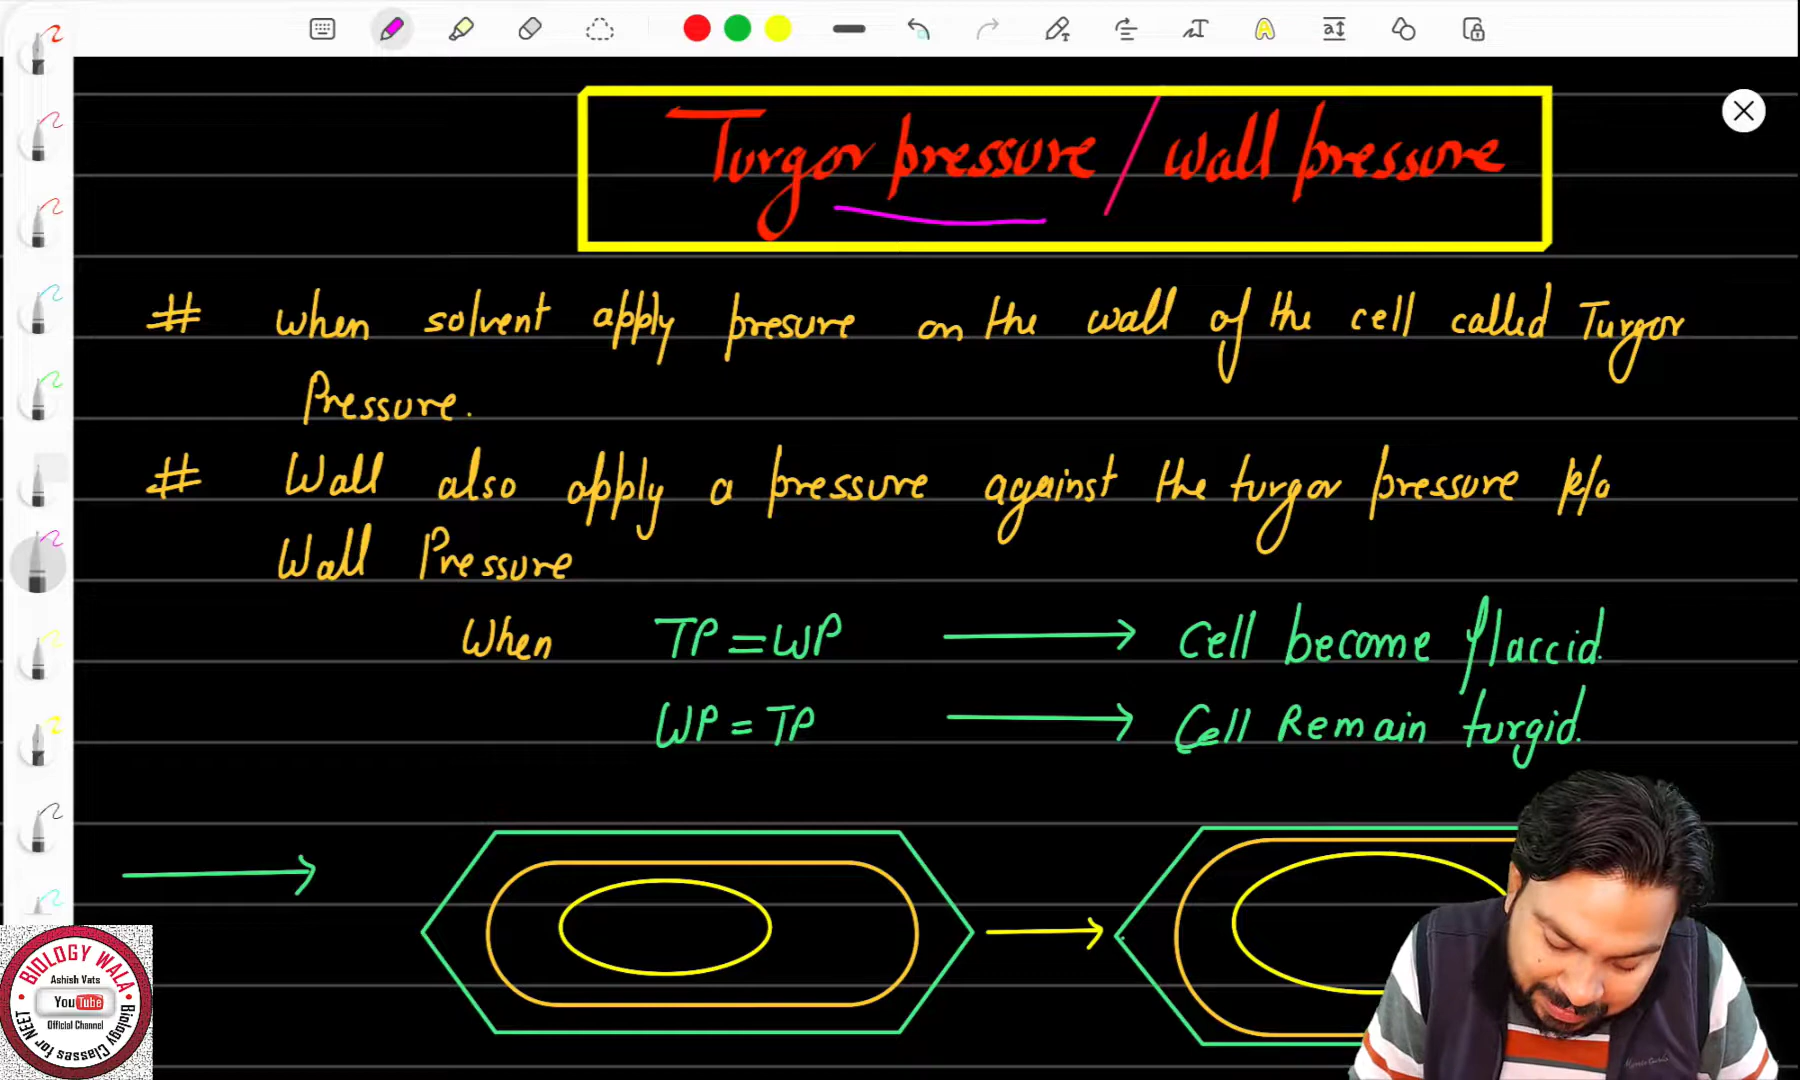 Turgor pressure / wall pressure
# when solvent apply presure on the wall of the cell called Turgor
Pressure.
# Wall also apply a pressure against the turgor pressure k/a
Wall Pressure
When TP = WP → Cell become flaccid.
WP = TP → Cell Remain turgid.
BIOLOGY WALA
Ashish Vats
YouTube
Official Channel
Biology Classes for NEET